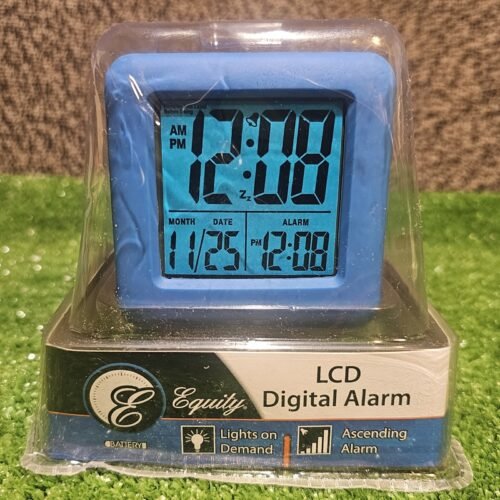 AM
PM
12:08
Zz
MONTH DATE ALARM
11/25 PM 12:08
E Equity
LCD
Digital Alarm
BATTERY
Lights on
Demand
Ascending
Alarm